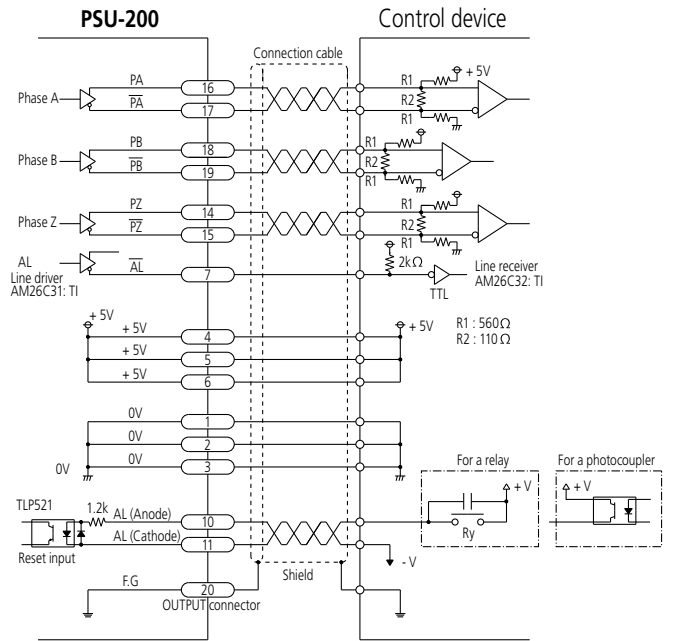 PSU-200
Control device
Connection cable
Phase A
PA
PA
16
17
R1
R2
R1
+ 5V
Phase B
PB
PB
18
19
R1
R2
R1
Phase Z
PZ
PZ
14
15
R1
R2
R1
AL
Line driver
AM26C31: TI
AL
7
2kΩ
TTL
Line receiver
AM26C32: TI
R1 : 560Ω
R2 : 110Ω
+ 5V
+ 5V
4
+ 5V
5
+ 5V
6
+ 5V
0V
1
0V
2
0V
3
0V
For a relay
+ V
Ry
For a photocoupler
+ V
TLP521
1.2k
AL (Anode)
10
AL (Cathode)
11
Reset input
- V
F.G
20
Shield
OUTPUT connector